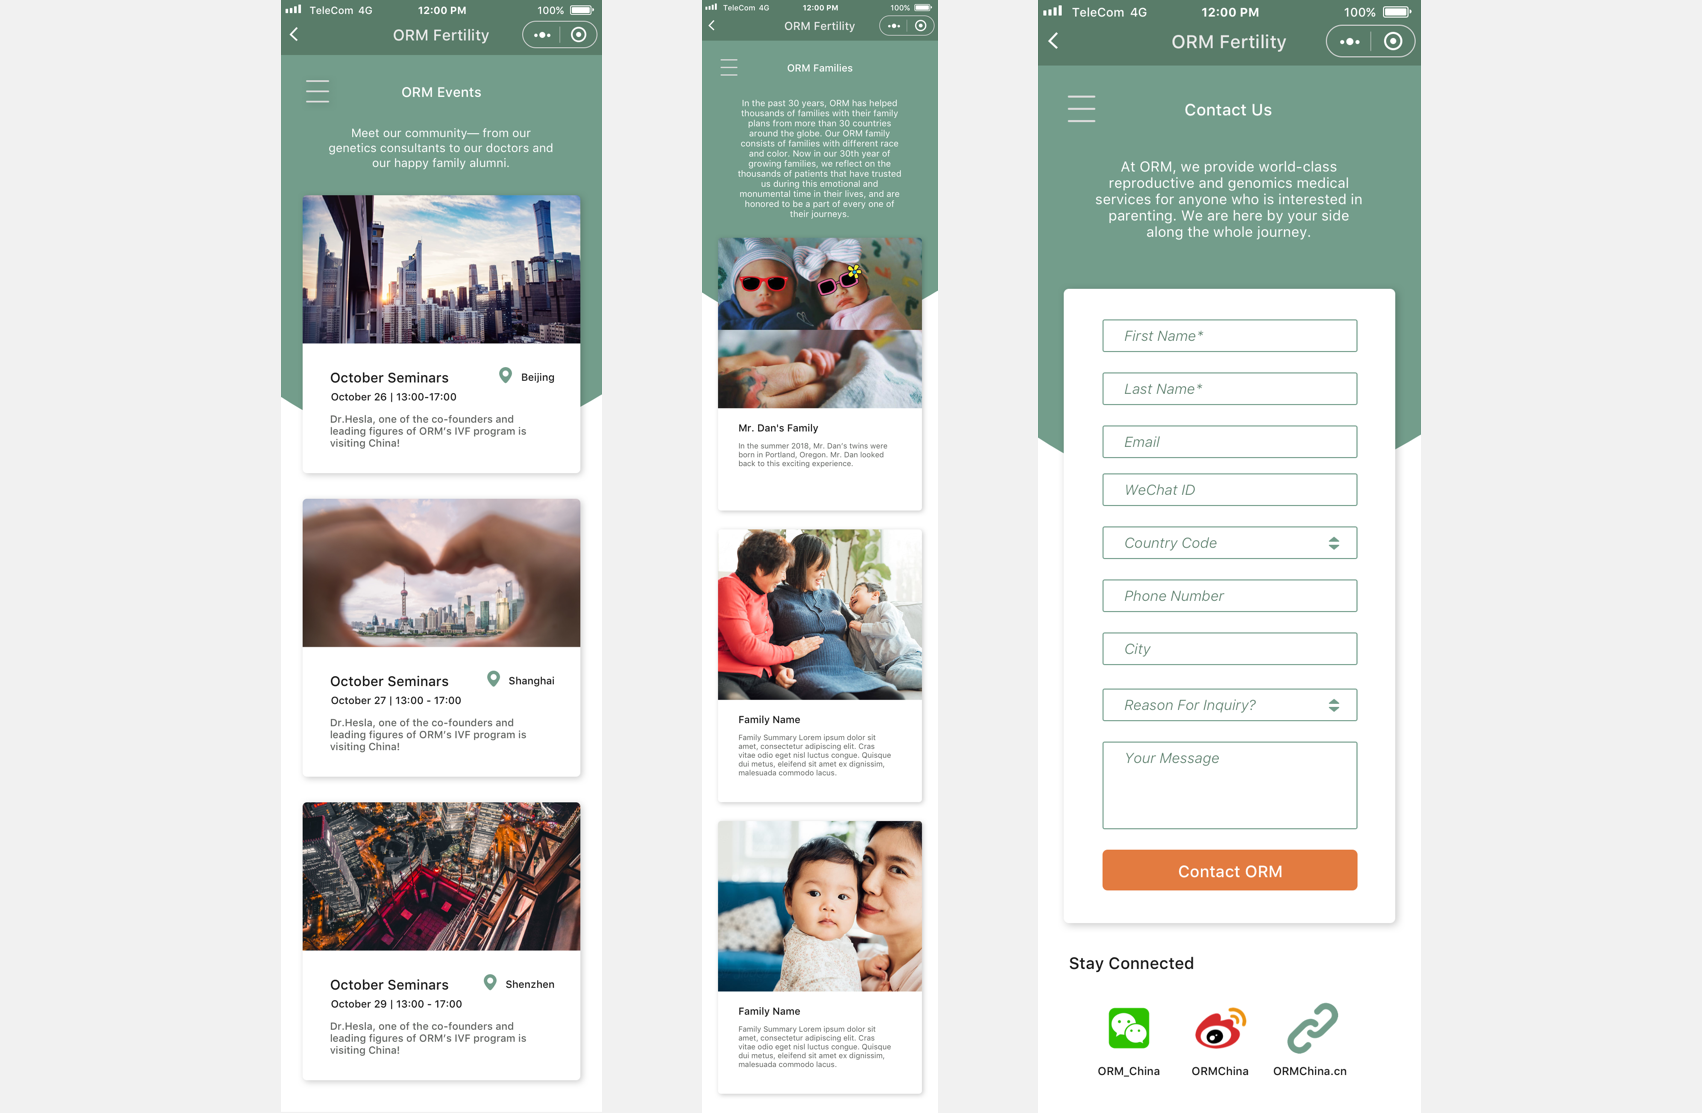 TeleCom 4G 12:00 PM 100%
ORM Fertility
ORM Events
Meet our community— from our
genetics consultants to our doctors and
our happy family alumni.
October Seminars
Beijing
October 26 | 13:00-17:00
Dr.Hesla, one of the co-founders and
leading figures of ORM's IVF program is
visiting China!
October Seminars
Shanghai
October 27 | 13:00 - 17:00
Dr.Hesla, one of the co-founders and
leading figures of ORM's IVF program is
visiting China!
October Seminars
Shenzhen
October 29 | 13:00 - 17:00
Dr.Hesla, one of the co-founders and
leading figures of ORM's IVF program is
visiting China!
TeleCom 4G 12:00 PM 100%
ORM Fertility
ORM Families
In the past 30 years, ORM has helped
thousands of families with their family
plans from more than 30 countries
around the globe. Our ORM family
consists of families with different race
and color. Now in our 30th year of
growing families, we reflect on the
thousands of patients that have trusted
us during this emotional and
monumental time in their lives, and are
honored to be a part of every one of
their journeys.
Mr. Dan's Family
In the summer 2018, Mr. Dan's twins were
born in Portland, Oregon. Mr. Dan looked
back to this exciting experience.
Family Name
Family Summary Lorem ipsum dolor sit
amet, consectetur adipiscing elit. Cras
vitae odio eget nisl luctus congue. Quisque
dui metus, eleifend sit amet ex dignissim,
malesuada commodo lacus.
Family Name
Family Summary Lorem ipsum dolor sit
amet, consectetur adipiscing elit. Cras
vitae odio eget nisl luctus congue. Quisque
dui metus, eleifend sit amet ex dignissim,
malesuada commodo lacus.
TeleCom 4G 12:00 PM 100%
ORM Fertility
Contact Us
At ORM, we provide world-class
reproductive and genomics medical
services for anyone who is interested in
parenting. We are here by your side
along the whole journey.
First Name*
Last Name*
Email
WeChat ID
Country Code
Phone Number
City
Reason For Inquiry?
Your Message
Contact ORM
Stay Connected
ORM_China
ORMChina
ORMChina.cn